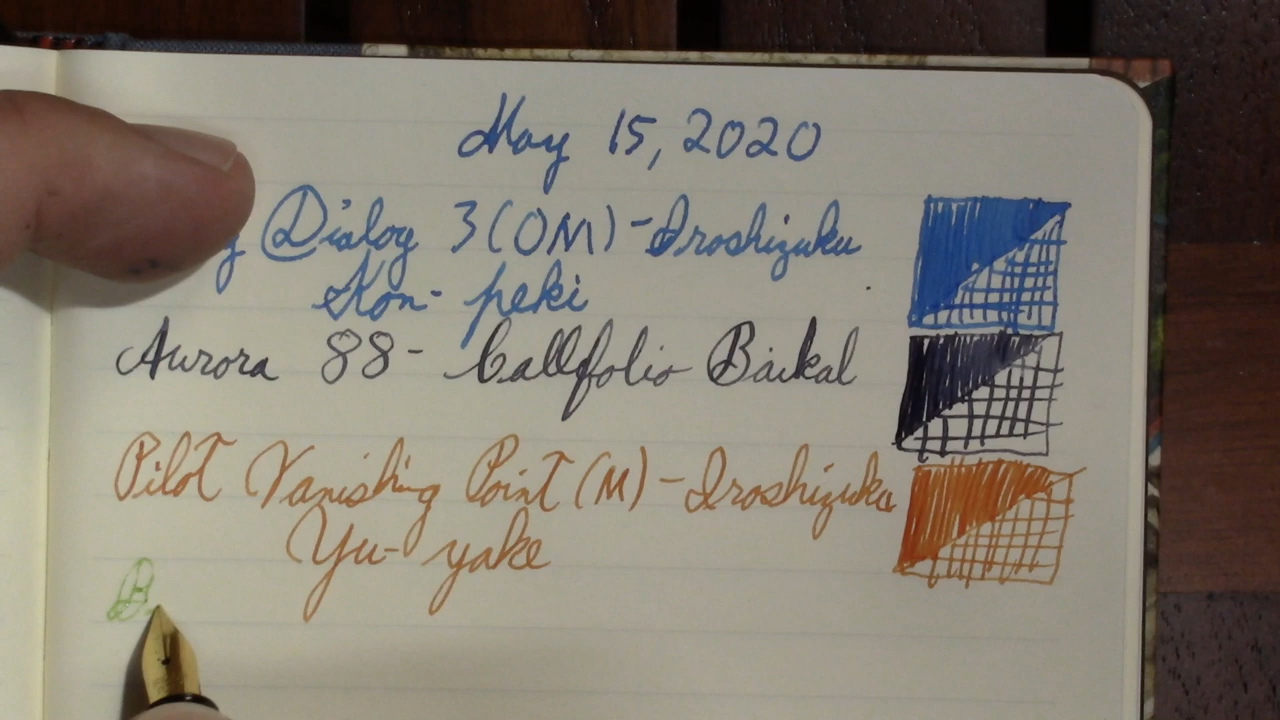 May 15, 2020
y Dialog 3 (OM) - Iroshizuku
Kon-peki
Aurora 88 - Callfolio Baikal
Pilot Vanishing Point (M) - Iroshizuku
Yu-yake
B